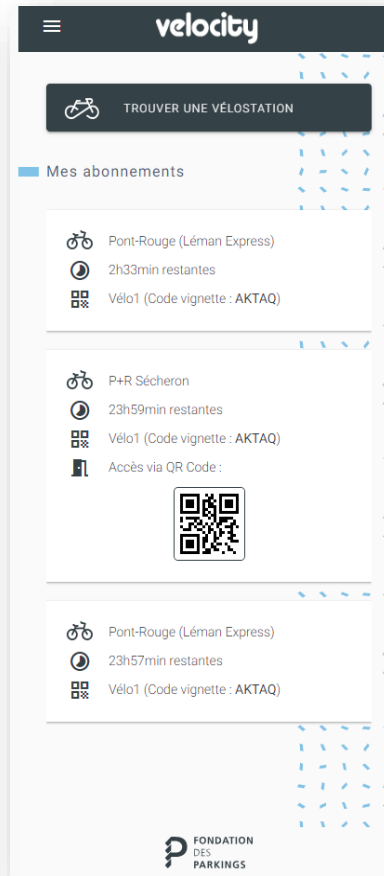 velocity
TROUVER UNE VÉLOSTATION
Mes abonnements
Pont-Rouge (Léman Express)
2h33min restantes
Vélo1 (Code vignette : AKTAQ)
P+R Sécheron
23h59min restantes
Vélo1 (Code vignette : AKTAQ)
Accès via QR Code :
Pont-Rouge (Léman Express)
23h57min restantes
Vélo1 (Code vignette : AKTAQ)
FONDATION
DES
PARKINGS